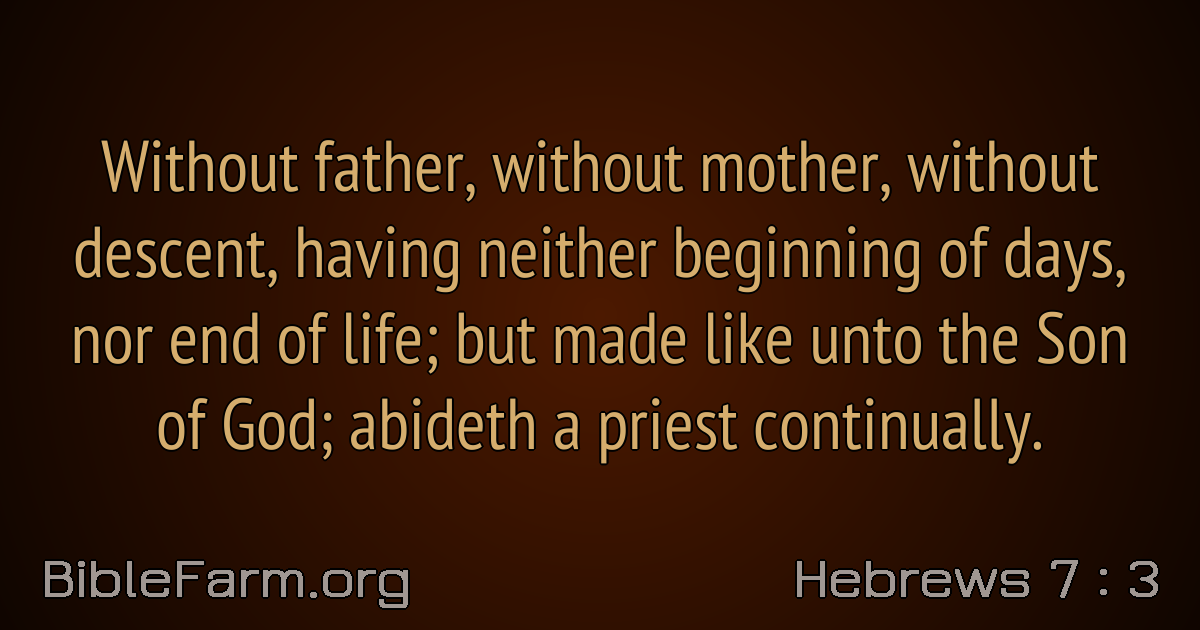 Without father, without mother, without
descent, having neither beginning of days,
nor end of life; but made like unto the Son
of God; abideth a priest continually.
BibleFarm.org
Hebrews 7 : 3